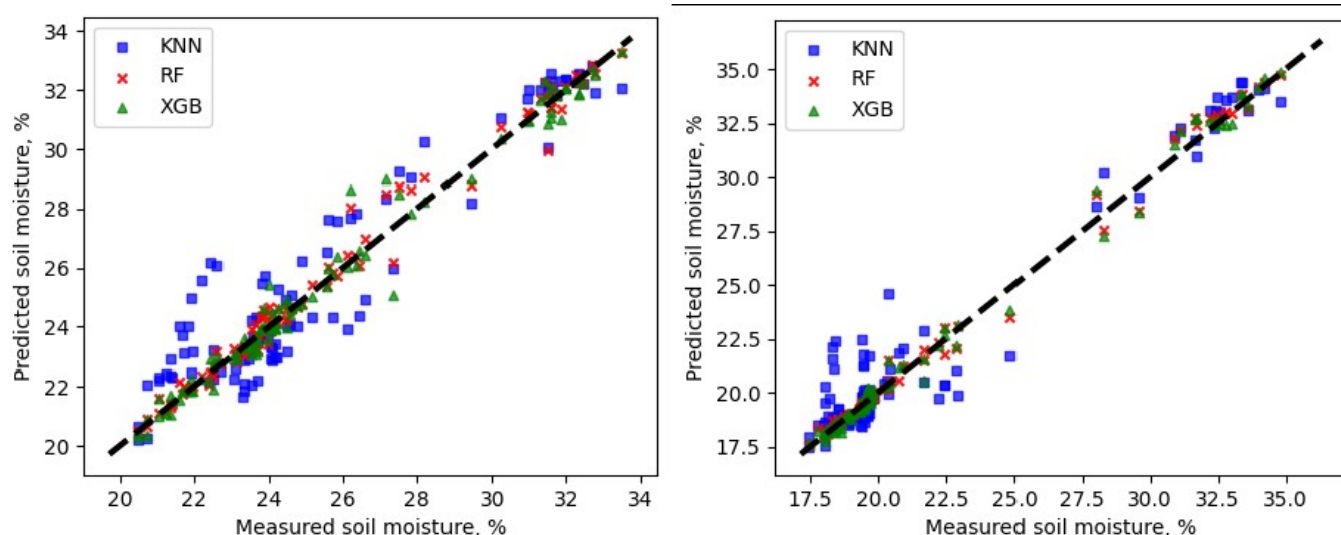 34
32
30
28
26
24
22
20
Predicted soil moisture, %
KNN
RF
XGB
20 22 24 26 28 30 32 34
Measured soil moisture, %
35.0
32.5
30.0
27.5
25.0
22.5
20.0
17.5
Predicted soil moisture, %
KNN
RF
XGB
17.5 20.0 22.5 25.0 27.5 30.0 32.5 35.0
Measured soil moisture, %